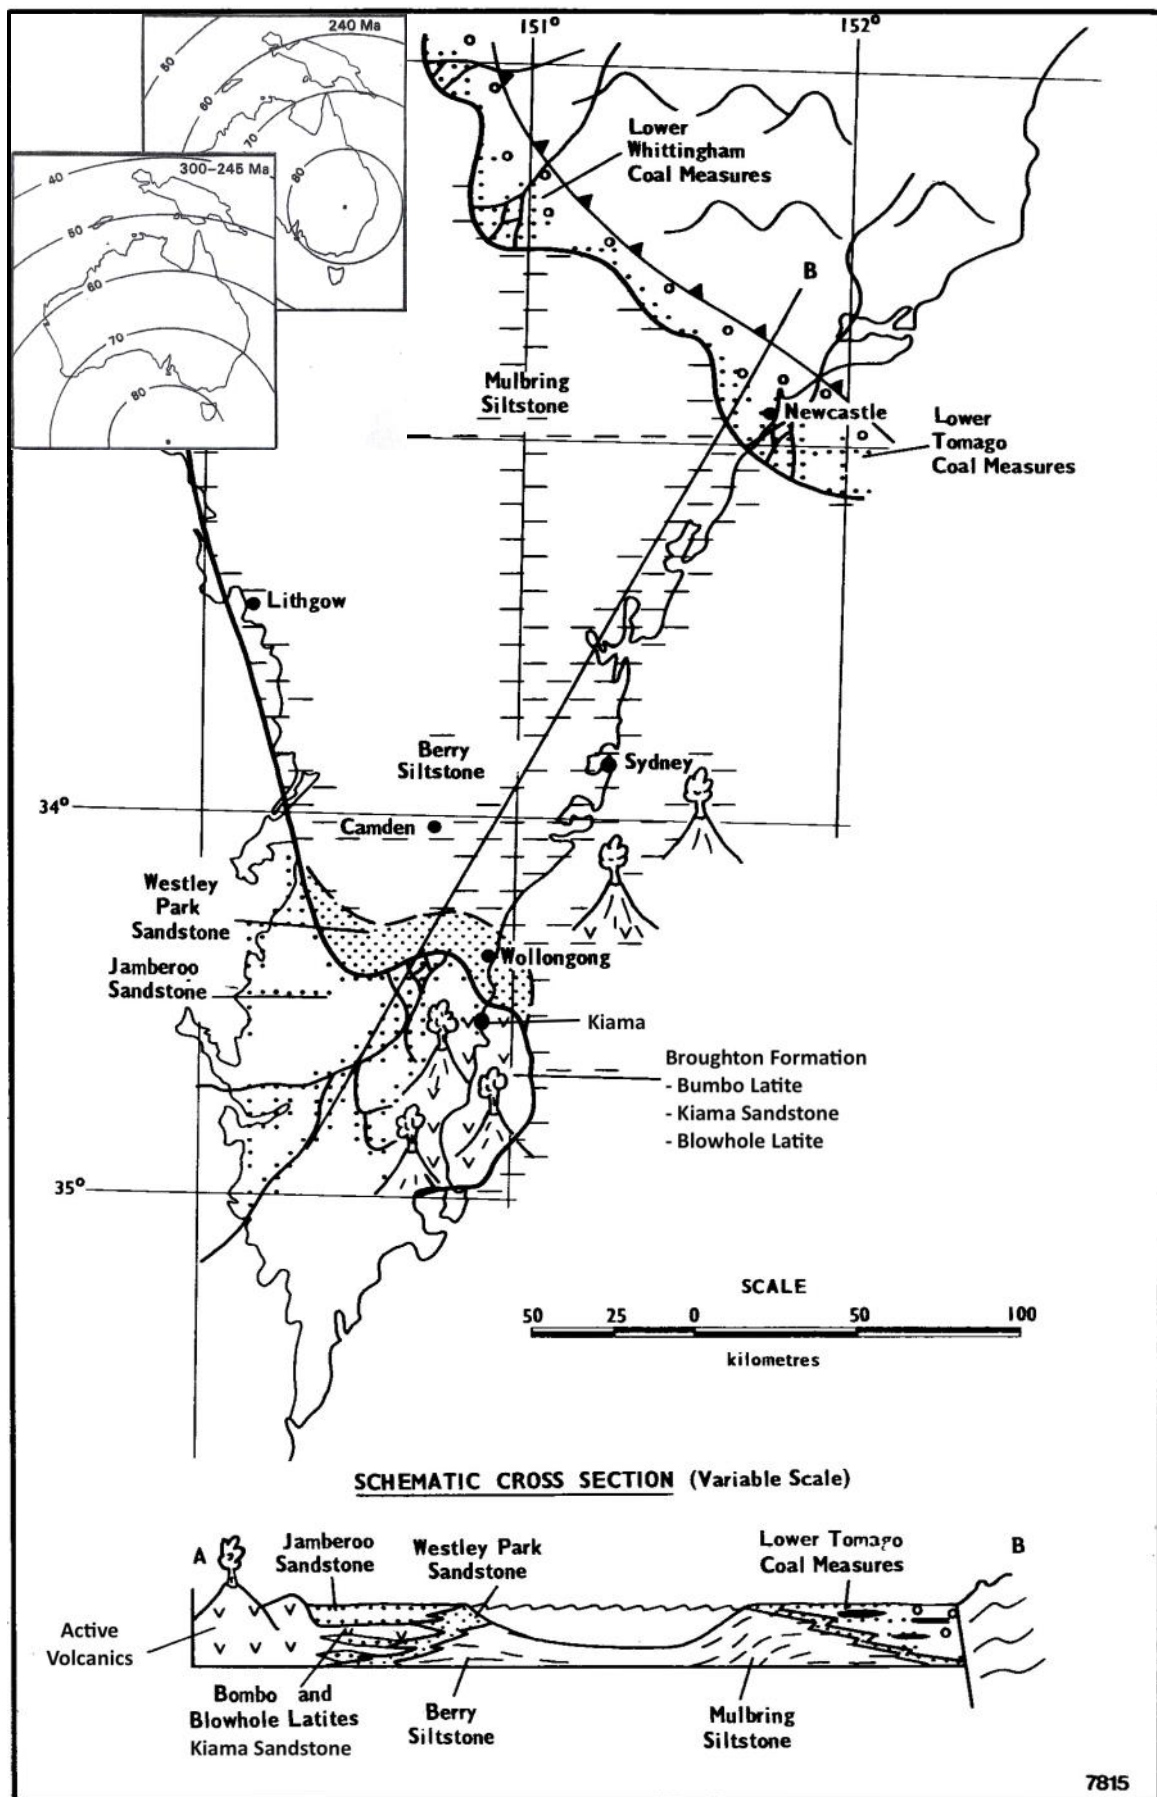 240 Ma
50
60
70
80
300–245 Ma
40
50
60
70
80
151°
152°
Lower
Whittingham
Coal Measures
B
Mulbring
Siltstone
Newcastle
Lower
Tomago
Coal Measures
Lithgow
Berry
Siltstone
Sydney
34°
Camden
Westley
Park
Sandstone
Wollongong
Jamberoo
Sandstone
Kiama
Broughton Formation
- Bumbo Latite
- Kiama Sandstone
- Blowhole Latite
35°
SCALE
50 25 0 50 100
kilometres
SCHEMATIC CROSS SECTION (Variable Scale)
A
Jamberoo
Sandstone
Westley Park
Sandstone
Lower Tomago
Coal Measures
B
Active
Volcanics
Bombo and
Blowhole Latites
Kiama Sandstone
Berry
Siltstone
Mulbring
Siltstone
7815